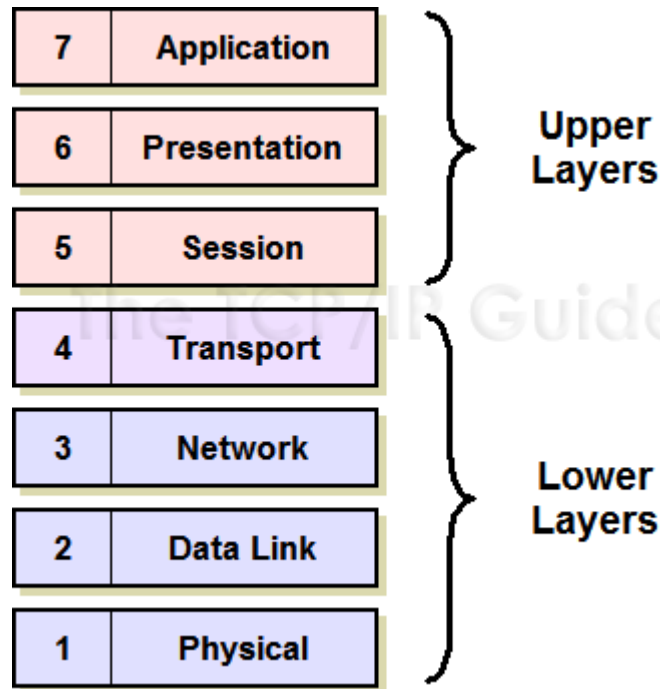 7 Application
6 Presentation
5 Session
Upper
Layers
The TCP/IP Guide
4 Transport
3 Network
2 Data Link
1 Physical
Lower
Layers